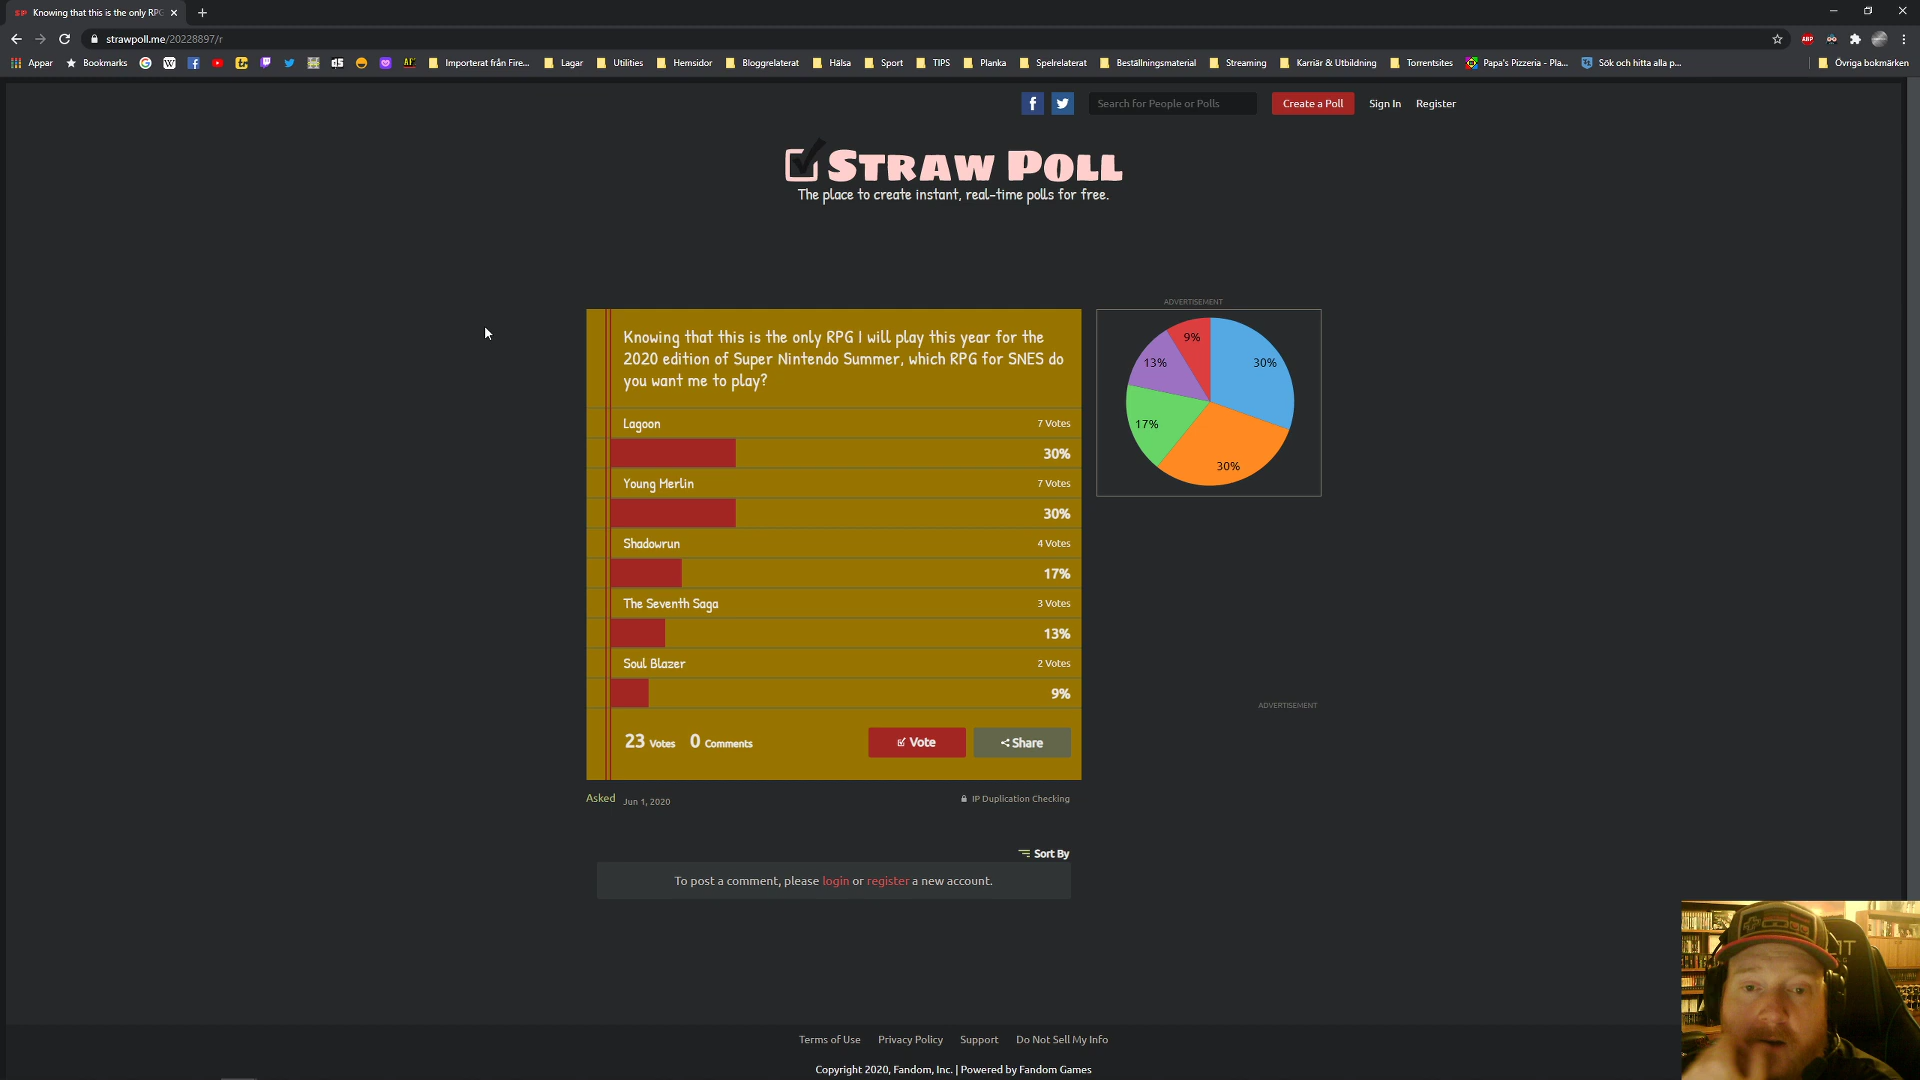 Knowing that this is the only RPG
strawpoll.me/20228897/r
Appar
Bookmarks
Importerat från Fire...
Lagar
Utilities
Hemsidor
Bloggrelaterat
Hälsa
Sport
TIPS
Planka
Spelrelaterat
Beställningsmaterial
Streaming
Karriär & Utbildning
Torrentsites
Papa's Pizzeria - Pla...
Sök och hitta alla p...
Övriga bokmärken
Search for People or Polls
Create a Poll
Sign In
Register
STRAW POLL
The place to create instant, real-time polls for free.
ADVERTISEMENT
Knowing that this is the only RPG I will play this year for the
2020 edition of Super Nintendo Summer, which RPG for SNES do
you want me to play?
Lagoon 7 Votes
30%
Young Merlin 7 Votes
30%
Shadowrun 4 Votes
17%
The Seventh Saga 3 Votes
13%
Soul Blazer 2 Votes
9%
23 Votes 0 Comments
Vote
Share
9%
13%
30%
17%
30%
ADVERTISEMENT
Asked Jun 1, 2020
IP Duplication Checking
Sort By
To post a comment, please login or register a new account.
Terms of Use
Privacy Policy
Support
Do Not Sell My Info
Copyright 2020, Fandom, Inc. | Powered by Fandom Games